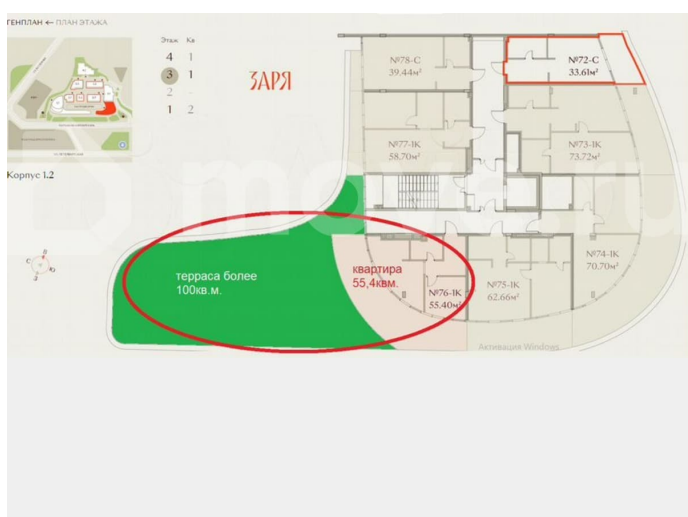 ГЕНПЛАН ← ПЛАН ЭТАЖА
Этаж Кв
4 1
3 1
2 -
1 2
ЗАРЯ
Корпус 1.2
№78-С
39.44м²
№72-С
33.61м²
№77-1К
58.70м²
№73-1К
73.72м²
move.ru
№74-1К
70.70м²
терраса более
100кв.м.
квартира
55,4квм.
№76-1К
55.40м²
№75-1К
62.66м²
Активация Windows
С
Ю
З